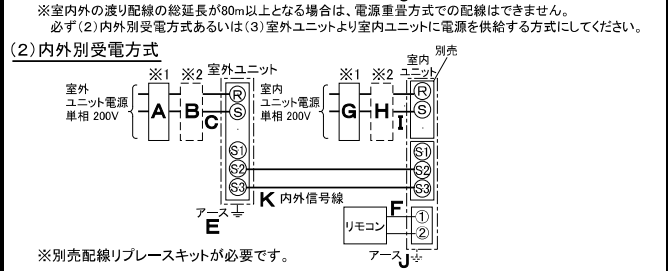 ※室内外の渡り配線の総延長が80m以上となる場合は、電源重畳方式での配線はできません。
必ず(2)内外別受電方式あるいは(3)室外ユニットより室内ユニットに電源を供給する方式にしてください。
(2)内外別受電方式
※1 ※2 室外ユニット
※1 ※2 室内ユニット 別売
室外
ユニット電源
単相 200V
A B C
R
S
S1
S2
S3
アース
E
室内
ユニット電源
単相 200V
G H I
R
S
S1
S2
S3
K 内外信号線
リモコン
F
①
②
アース J
※別売配線リプレースキットが必要です。